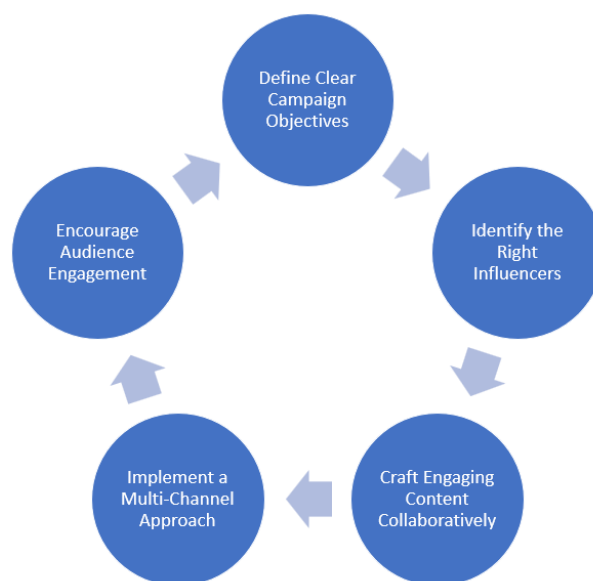 Define Clear
Campaign
Objectives
Identify the
Right
Influencers
Craft Engaging
Content
Collaboratively
Implement a
Multi-Channel
Approach
Encourage
Audience
Engagement